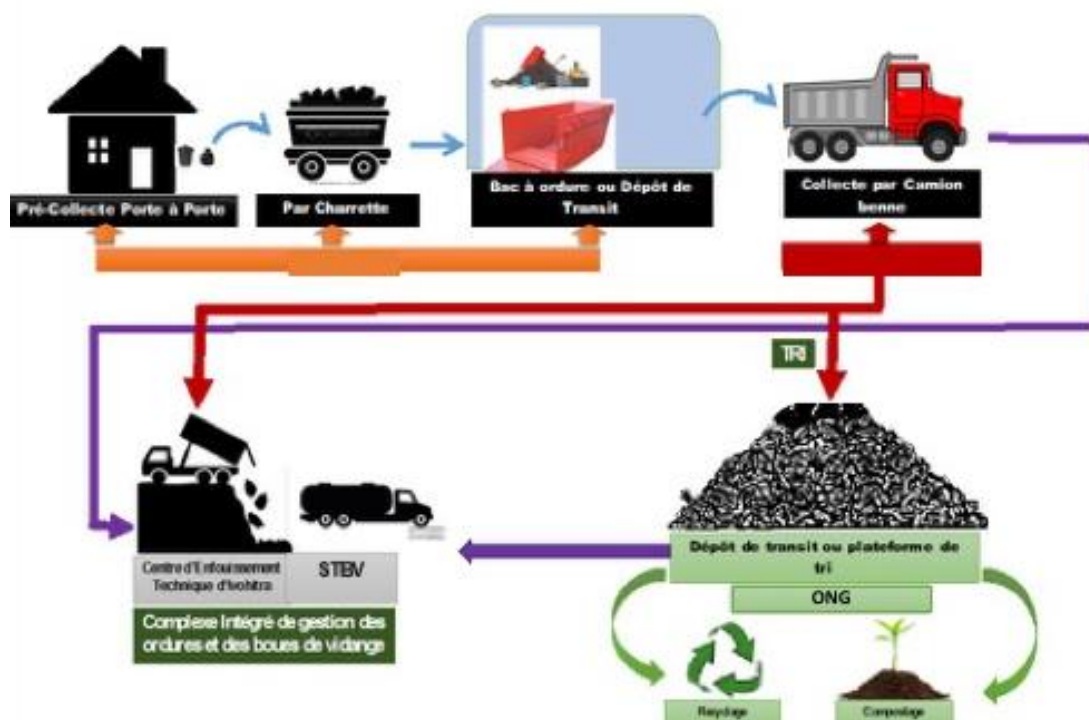 Pré-Collecte Porte à Porte
Par Charrette
Bac à ordure ou Dépôt de
Transit
Collecte par Camion
benne
TRI
Centre d'Enfouissement
Technique d'Ivohitra
STBV
Complexe Intégré de gestion des
ordures et des boues de vidange
Dépôt de transit ou plateforme de
tri
ONG
Recyclage
Compostage